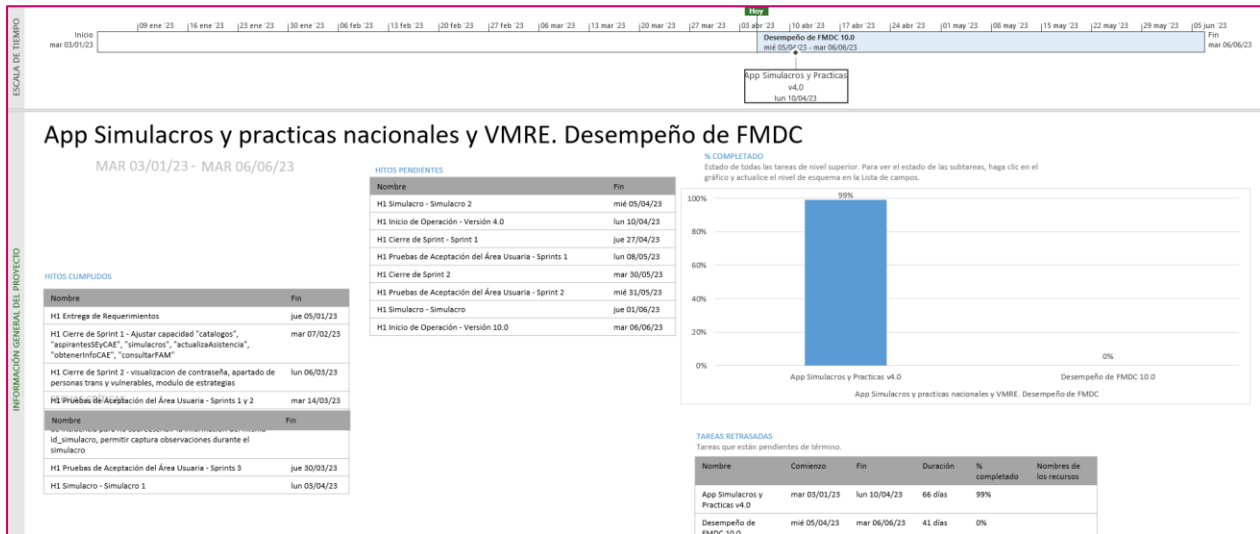 Hoy
|09 ene '23 |16 ene '23 |23 ene '23 |30 ene '23 |06 feb '23 |13 feb '23 |20 feb '23 |27 feb '23 |06 mar '23 |13 mar '23 |20 mar '23 |27 mar '23 |03 abr '23 |10 abr '23 |17 abr '23 |24 abr '23 |01 may '23 |08 may '23 |15 may '23 |22 may '23 |29 may '23 |05 jun '23
ESCALA DE TIEMPO
Inicio
mar 03/01/23
Desempeño de FMDC 10.0
mié 05/04/23 - mar 06/06/23
Fin
mar 06/06/23
App Simulacros y Practicas
v4.0
lun 10/04/23
INFORMACIÓN GENERAL DEL PROYECTO
App Simulacros y practicas nacionales y VMRE. Desempeño de FMDC
MAR 03/01/23 - MAR 06/06/23
HITOS CUMPLIDOS
Nombre Fin
H1 Entrega de Requerimientos jue 05/01/23
H1 Cierre de Sprint 1 - Ajustar capacidad "catalogos", mar 07/02/23
"aspirantesSEyCAE", "simulacros", "actualizaAsistencia",
"obtenerInfoCAE", "consultarFAM"
H1 Cierre de Sprint 2 - visualizacion de contraseña, apartado de lun 06/03/23
personas trans y vulnerables, modulo de estrategias
H1 Pruebas de Aceptación del Área Usuaria - Sprints 1 y 2 mar 14/03/23
Nombre Fin
id_simulacro, permitir captura observaciones durante el
simulacro
H1 Pruebas de Aceptación del Área Usuaria - Sprints 3 jue 30/03/23
H1 Simulacro - Simulacro 1 lun 03/04/23
HITOS PENDIENTES
Nombre Fin
H1 Simulacro - Simulacro 2 mié 05/04/23
H1 Inicio de Operación - Versión 4.0 lun 10/04/23
H1 Cierre de Sprint - Sprint 1 jue 27/04/23
H1 Pruebas de Aceptación del Área Usuaria - Sprints 1 lun 08/05/23
H1 Cierre de Sprint 2 mar 30/05/23
H1 Pruebas de Aceptación del Área Usuaria - Sprint 2 mié 31/05/23
H1 Simulacro - Simulacro jue 01/06/23
H1 Inicio de Operación - Versión 10.0 mar 06/06/23
% COMPLETADO
Estado de todas las tareas de nivel superior. Para ver el estado de las subtareas, haga clic en el
gráfico y actualice el nivel de esquema en la Lista de campos.
100%
80%
60%
40%
20%
0%
99%
0%
App Simulacros y Practicas v4.0 Desempeño de FMDC 10.0
App Simulacros y practicas nacionales y VMRE. Desempeño de FMDC
TAREAS RETRASADAS
Tareas que están pendientes de término.
Nombre Comienzo Fin Duración % completado Nombres de los recursos
App Simulacros y mar 03/01/23 lun 10/04/23 66 días 99%
Practicas v4.0
Desempeño de mié 05/04/23 mar 06/06/23 41 días 0%
FMDC 10.0